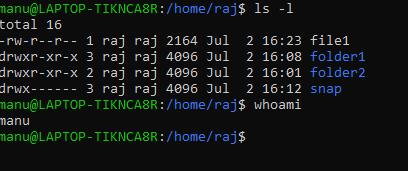 manu@LAPTOP-TIKNCA8R:/home/raj$ ls -l
total 16
-rw-r--r-- 1 raj raj 2164 Jul  2 16:23 file1
drwxr-xr-x 3 raj raj 4096 Jul  2 16:08 folder1
drwxr-xr-x 2 raj raj 4096 Jul  2 16:01 folder2
drwx------ 3 raj raj 4096 Jul  2 16:12 snap
manu@LAPTOP-TIKNCA8R:/home/raj$ whoami
manu
manu@LAPTOP-TIKNCA8R:/home/raj$